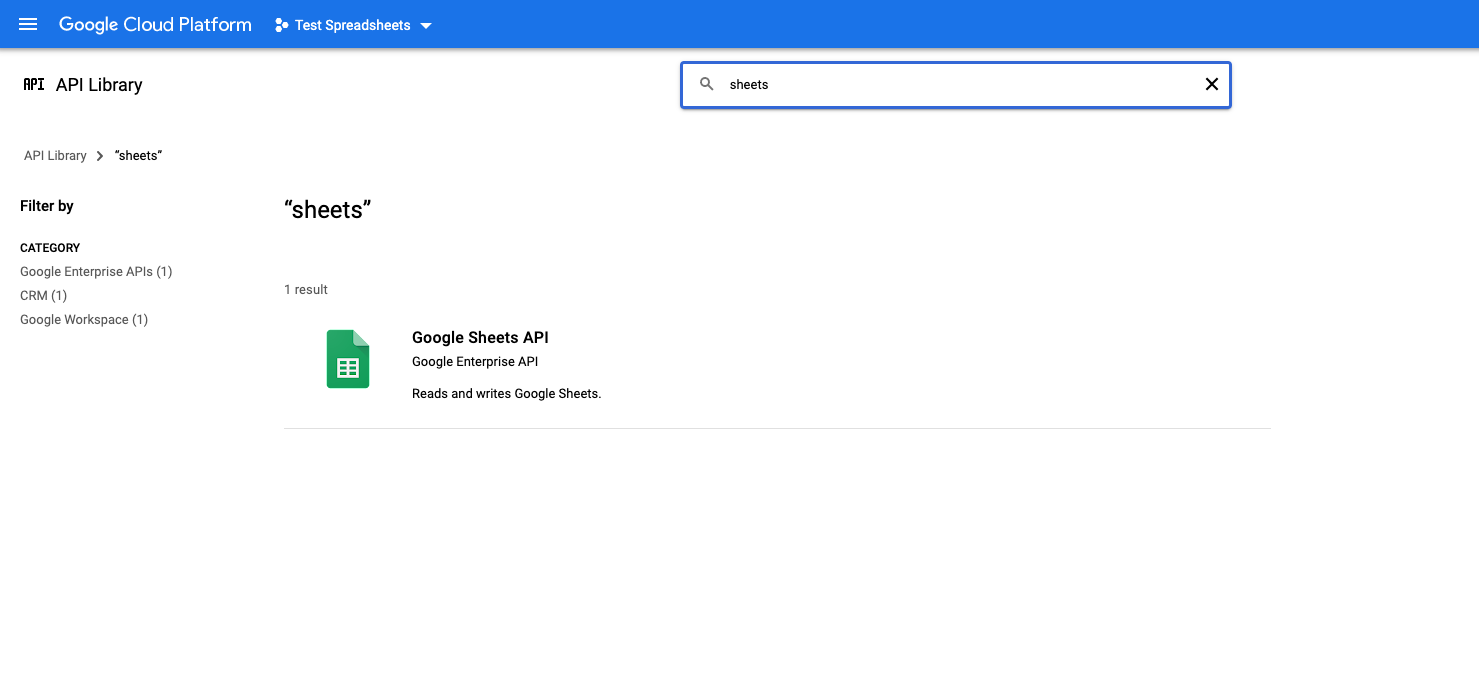 Google Cloud Platform Test Spreadsheets
API API Library
sheets
API Library “sheets”
Filter by
CATEGORY
Google Enterprise APIs (1)
CRM (1)
Google Workspace (1)
“sheets”
1 result
Google Sheets API
Google Enterprise API
Reads and writes Google Sheets.